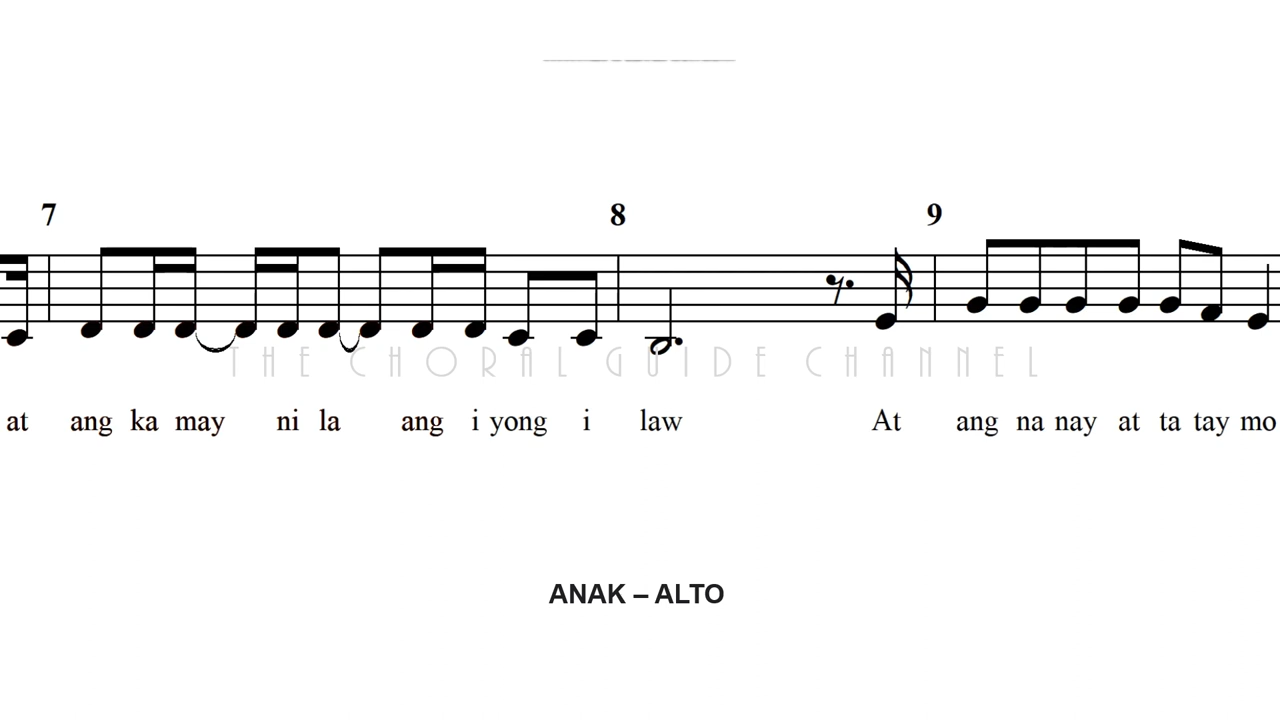 7 8 9
THE CHORAL GUIDE CHANNEL
at ang ka may ni la ang i yong i law At ang na nay at ta tay mo
ANAK – ALTO